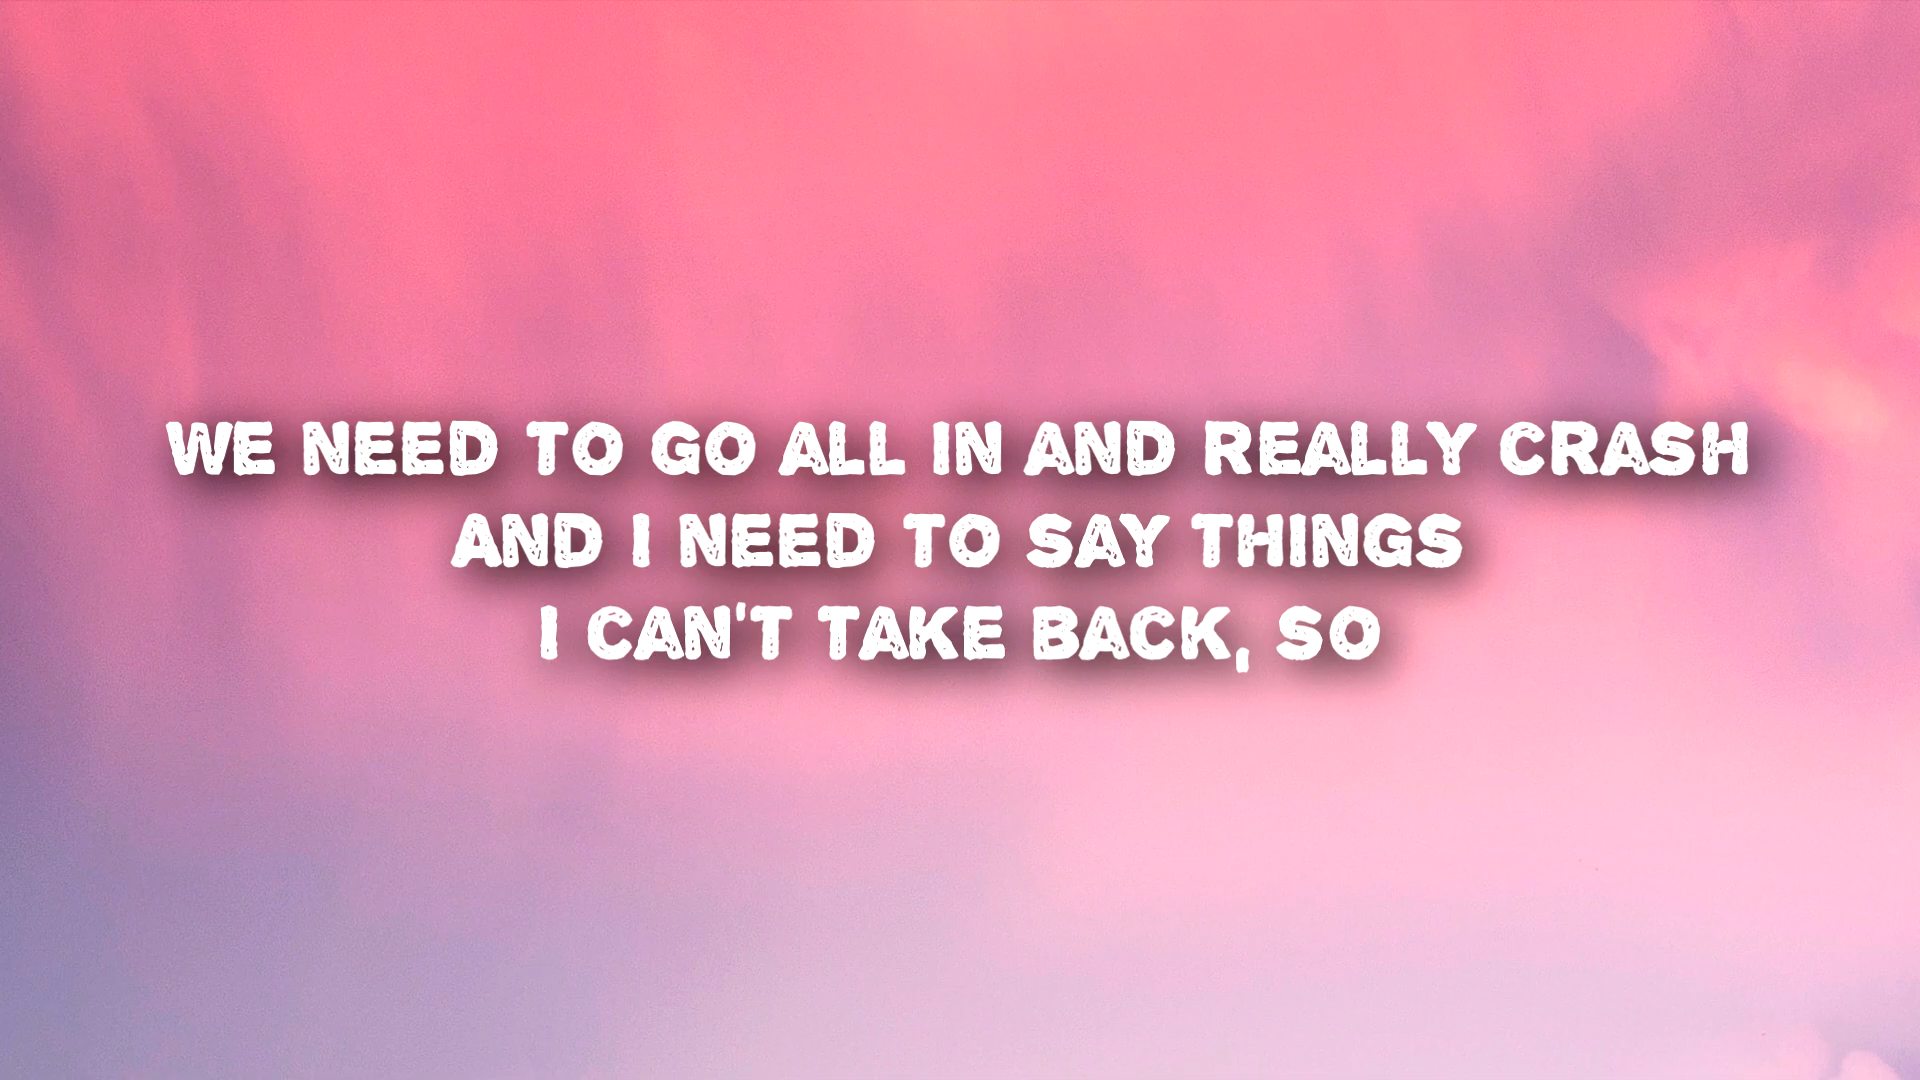 WE NEED TO GO ALL IN AND REALLY CRASH
AND I NEED TO SAY THINGS
I CAN'T TAKE BACK, SO